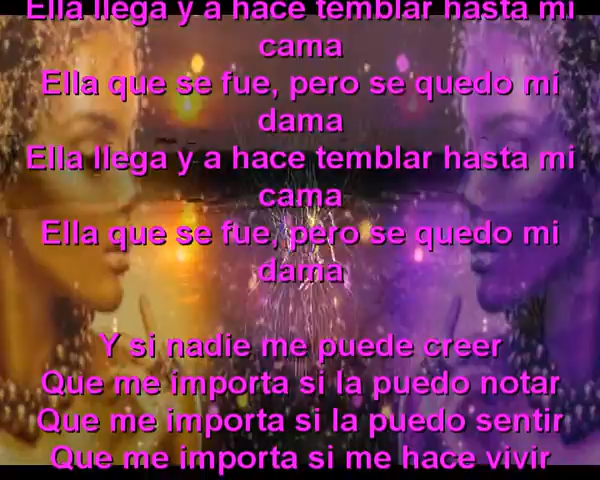 Ella llega y a hace temblar hasta mi
cama
Ella que se fue, pero se quedo mi
dama
Ella llega y a hace temblar hasta mi
cama
Ella que se fue, pero se quedo mi
dama
Y si nadie me puede creer
Que me importa si la puedo notar
Que me importa si la puedo sentir
Que me importa si me hace vivir